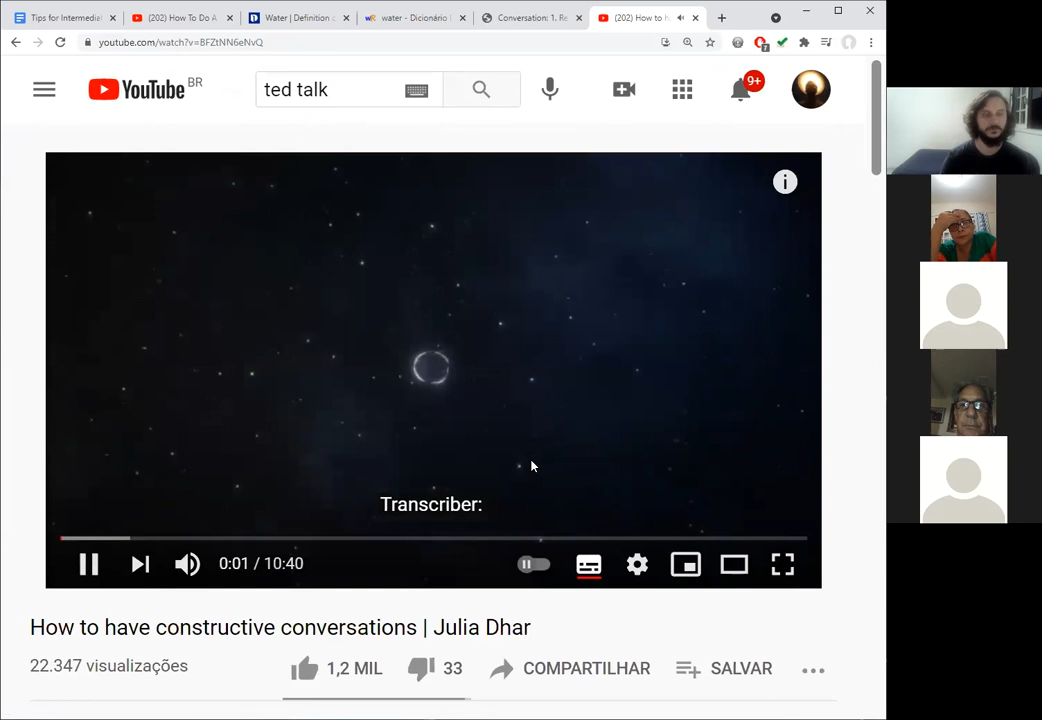 Tips for Intermedi
(202) How To Do A
Water | Definition
water - Dicionário
Conversation: 1. Re
(202) How to h
youtube.com/watch?v=BFZtNN6eNvQ
7
YouTube BR
ted talk
9+
i
Transcriber:
0:01 / 10:40
How to have constructive conversations | Julia Dhar
22.347 visualizações
1,2 MIL
33
COMPARTILHAR
SALVAR